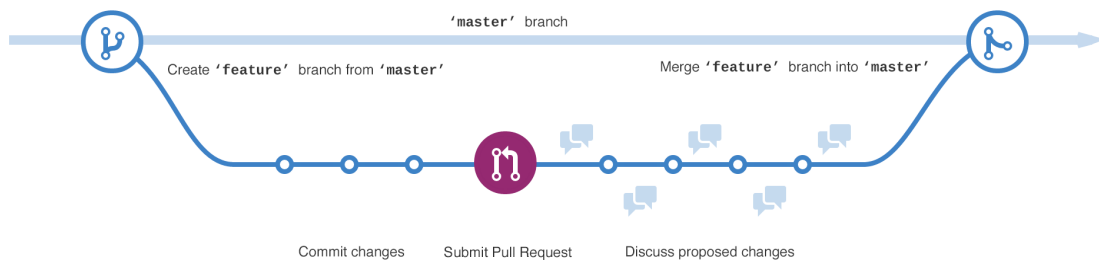 ‘master’ branch
Create ‘feature’ branch from ‘master’
Merge ‘feature’ branch into ‘master’
Commit changes
Submit Pull Request
Discuss proposed changes